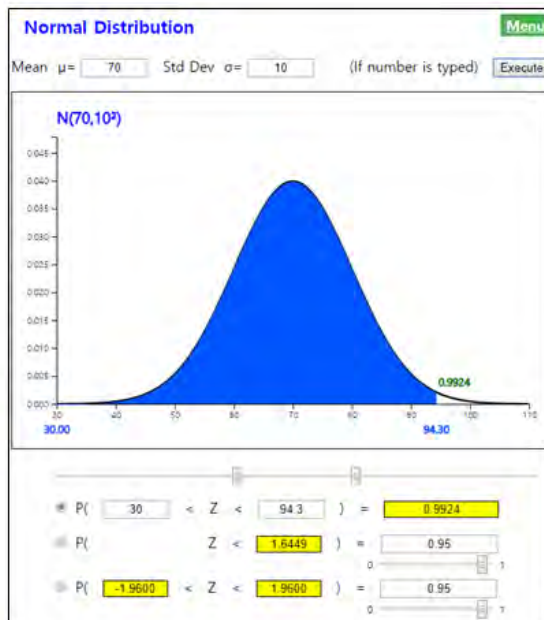 Normal Distribution Menu
Mean μ= 70 Std Dev σ= 10 (If number is typed) Execute
N(70,10²)
0.045
0.040
0.035
0.030
0.025
0.020
0.015
0.010
0.005
0.9924
0.000
30 40 50 60 70 80 90 100 110
30.00 94.30
P( 30 < Z < 94.3 ) = 0.9924
P( Z < 1.6449 ) = 0.95
0 1
P( -1.9600 < Z < 1.9600 ) = 0.95
0 1